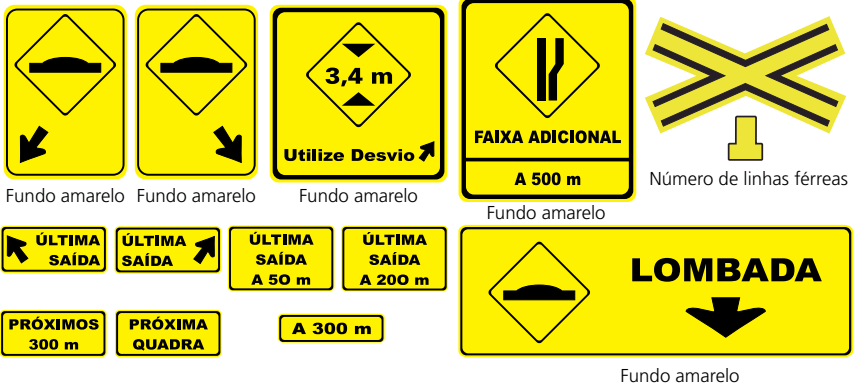 3,4 m
Utilize Desvio
FAIXA ADICIONAL
A 500 m
Número de linhas férreas
Fundo amarelo
Fundo amarelo
Fundo amarelo
Fundo amarelo
ÚLTIMA
SAÍDA
ÚLTIMA
SAÍDA
ÚLTIMA
SAÍDA
A 50 m
ÚLTIMA
SAÍDA
A 200 m
LOMBADA
PRÓXIMOS
300 m
PRÓXIMA
QUADRA
A 300 m
Fundo amarelo